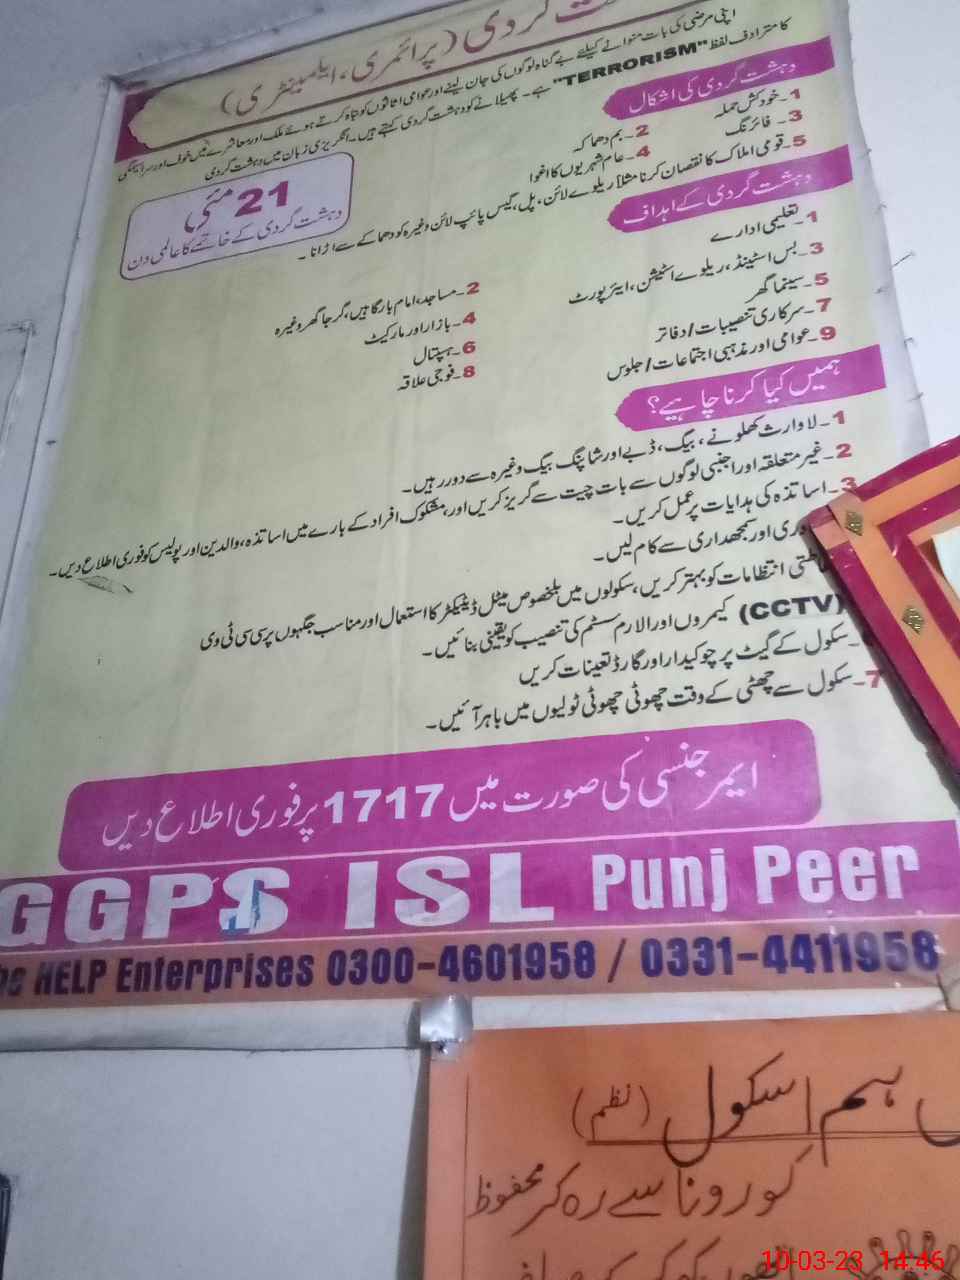 دہشت گردی (پرائمری، ایلیمینٹری)
اپنی مرضی کی بات منوانے کیلئے بے گناہ لوگوں کی جان لینے اور عوامی اثاثوں کو تباہ کرتے ہوئے ملک اور معاشرے میں خوف اور سراسیمگی
پھیلانے کو دہشت گردی کہتے ہیں۔ انگریزی زبان میں دہشت گردی
کا مترادف لفظ "TERRORISM" ہے۔
21 مئی
دہشت گردی کے خاتمے کا عالمی دن
دہشت گردی کی اشکال
1۔ خودکش حملہ
2۔ بم دھماکہ
3۔ فائرنگ
4۔ عام شہریوں کا اغوا
5۔ قومی املاک کا نقصان کرنا مثلاً ریلوے لائن، پل، گیس پائپ لائن وغیرہ کو دھماکے سے اڑانا۔
دہشت گردی کے اہداف
1۔ تعلیمی ادارے
2۔ مساجد، امام بارگاہیں، گرجا گھر وغیرہ
3۔ بس اسٹینڈ، ریلوے اسٹیشن، ایئرپورٹ
4۔ بازار اور مارکیٹ
5۔ سینما گھر
6۔ ہسپتال
7۔ سرکاری تنصیبات/دفاتر
8۔ فوجی علاقہ
9۔ عوامی اور مذہبی اجتماعات/جلوس
ہمیں کیا کرنا چاہیے؟
1۔ لاوارث کھلونے، بیگ، ڈبے اور شاپنگ بیگ وغیرہ سے دور رہیں۔
2۔ غیر متعلقہ اور اجنبی لوگوں سے بات چیت سے گریز کریں اور مشکوک افراد کے بارے میں اساتذہ، والدین اور پولیس کو فوری اطلاع دیں۔
3۔ اساتذہ کی ہدایات پر عمل کریں۔
اور سمجھداری سے کام لیں۔
انتظامات کو بہتر کریں، سکولوں میں بلخصوص میٹل ڈیٹیکٹر کا استعمال اور مناسب جگہوں پر سی سی ٹی وی
(CCTV) کیمروں اور الارم سسٹم کی تنصیب کو یقینی بنائیں۔
۔ سکول کے گیٹ پر چوکیدار اور گارڈ تعینات کریں
7۔ سکول سے چھٹی کے وقت چھوٹی چھوٹی ٹولیوں میں باہر آئیں۔
ایمرجنسی کی صورت میں 1717 پر فوری اطلاع دیں
GGPS ISL Punj Peer
HELP Enterprises 0300-4601958 / 0331-4411958
ہم اسکول (نظم)
کورونا سے رہ کر محفوظ
10-03-23 14:46